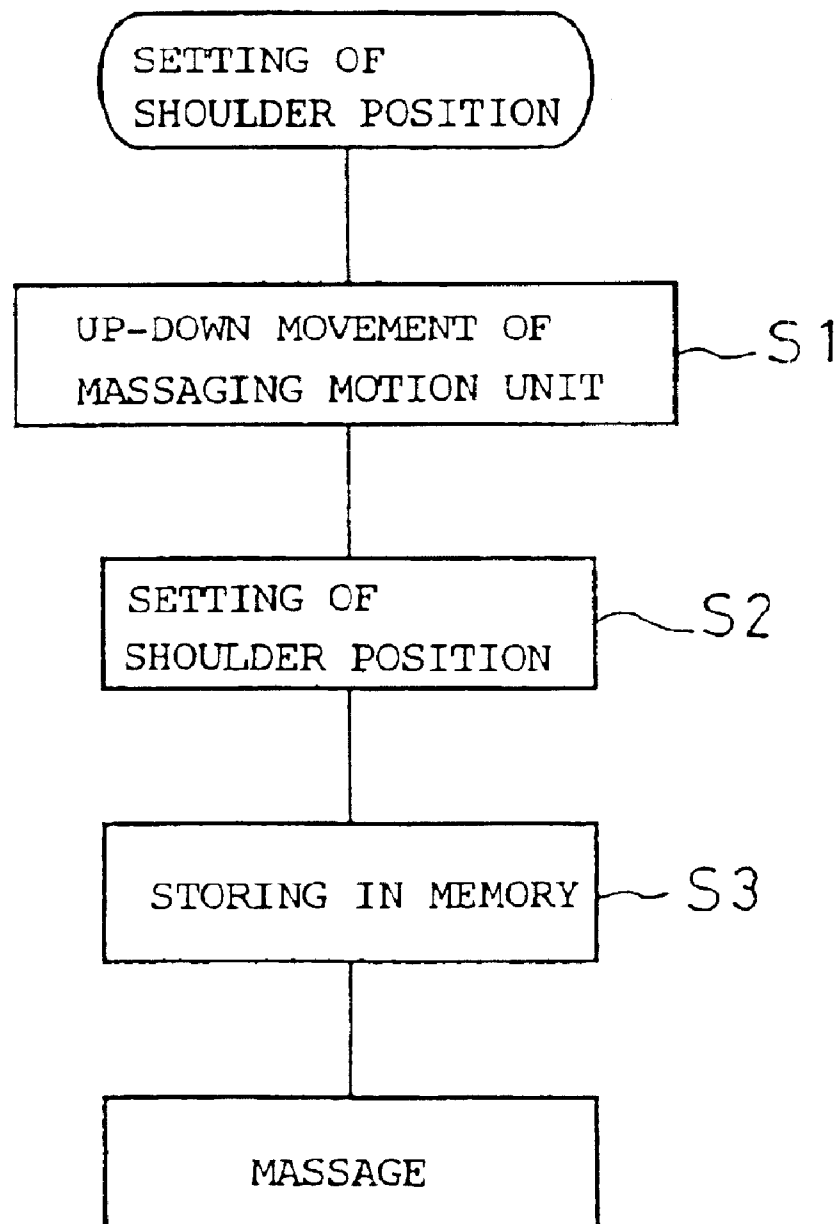 SETTING OF
SHOULDER POSITION
UP-DOWN MOVEMENT OF
MASSAGING MOTION UNIT
S1
SETTING OF
SHOULDER POSITION
S2
STORING IN MEMORY
S3
MASSAGE